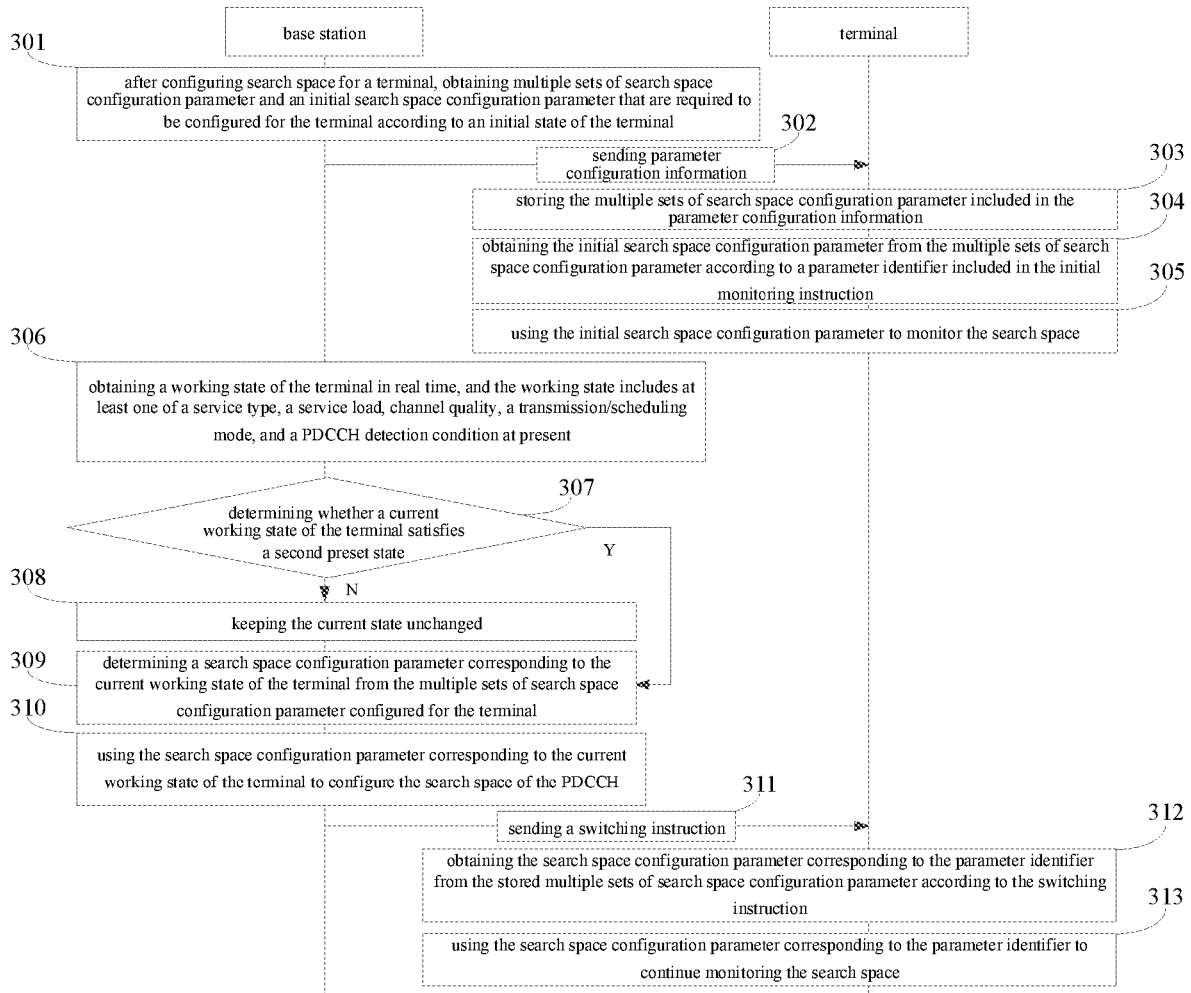 base station
terminal
301
after configuring search space for a terminal, obtaining multiple sets of search space
configuration parameter and an initial search space configuration parameter that are required to
be configured for the terminal according to an initial state of the terminal
302
sending parameter
configuration information
303
storing the multiple sets of search space configuration parameter included in the
parameter configuration information
304
obtaining the initial search space configuration parameter from the multiple sets of search
space configuration parameter according to a parameter identifier included in the initial
monitoring instruction
305
using the initial search space configuration parameter to monitor the search space
306
obtaining a working state of the terminal in real time, and the working state includes at
least one of a service type, a service load, channel quality, a transmission/scheduling
mode, and a PDCCH detection condition at present
307
determining whether a current
working state of the terminal satisfies
a second preset state
Y
N
308
keeping the current state unchanged
309
determining a search space configuration parameter corresponding to the
current working state of the terminal from the multiple sets of search space
configuration parameter configured for the terminal
310
using the search space configuration parameter corresponding to the current
working state of the terminal to configure the search space of the PDCCH
311
sending a switching instruction
312
obtaining the search space configuration parameter corresponding to the parameter identifier
from the stored multiple sets of search space configuration parameter according to the switching
instruction
313
using the search space configuration parameter corresponding to the parameter identifier to
continue monitoring the search space